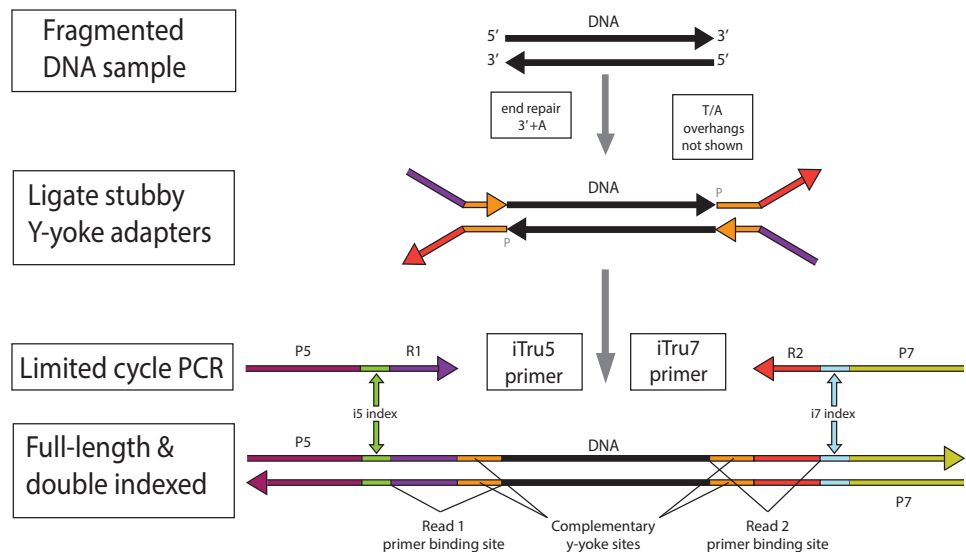 Fragmented
DNA sample
DNA
5’ 3’
3’ 5’
end repair
3’+A
T/A
overhangs
not shown
Ligate stubby
Y-yoke adapters
DNA
P
P
Limited cycle PCR
P5
R1
iTru5
primer
iTru7
primer
R2
P7
i5 index
i7 index
Full-length &
double indexed
P5
DNA
P7
Read 1
primer binding site
Complementary
y-yoke sites
Read 2
primer binding site